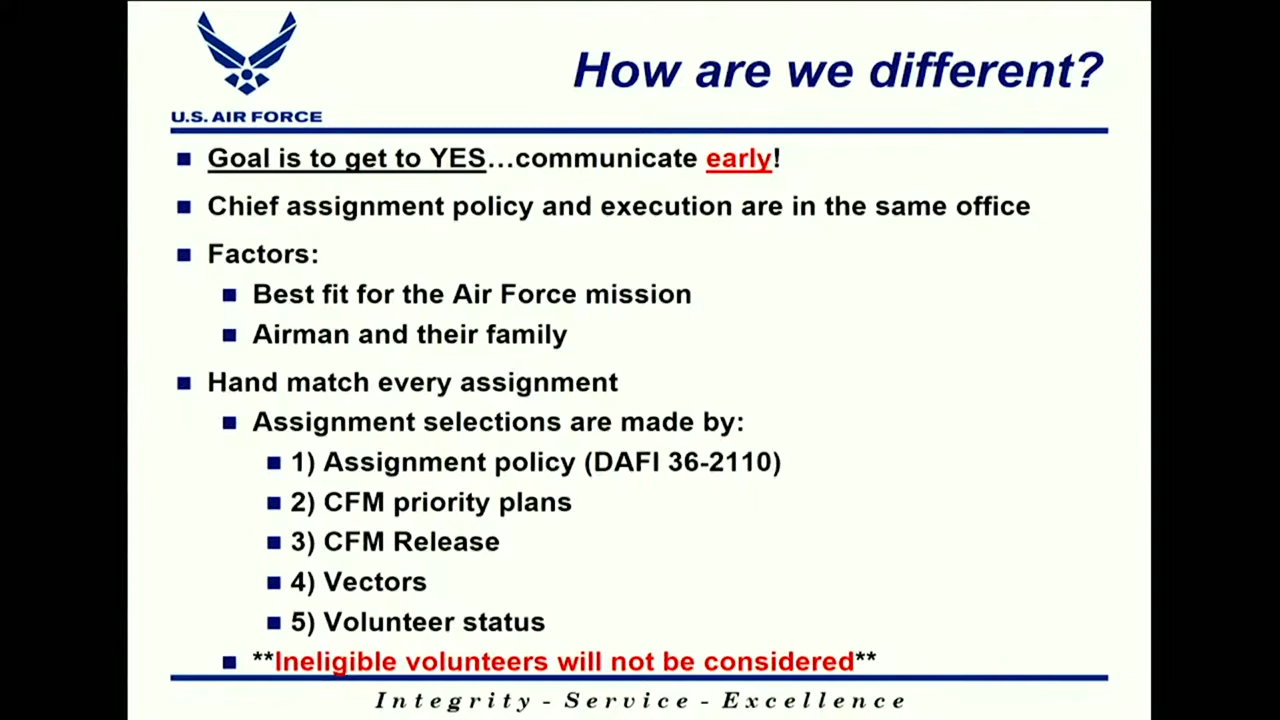 How are we different?
U.S. AIR FORCE
Goal is to get to YES…communicate early!
Chief assignment policy and execution are in the same office
Factors:
Best fit for the Air Force mission
Airman and their family
Hand match every assignment
Assignment selections are made by:
1) Assignment policy (DAFI 36-2110)
2) CFM priority plans
3) CFM Release
4) Vectors
5) Volunteer status
**Ineligible volunteers will not be considered**
Integrity - Service - Excellence